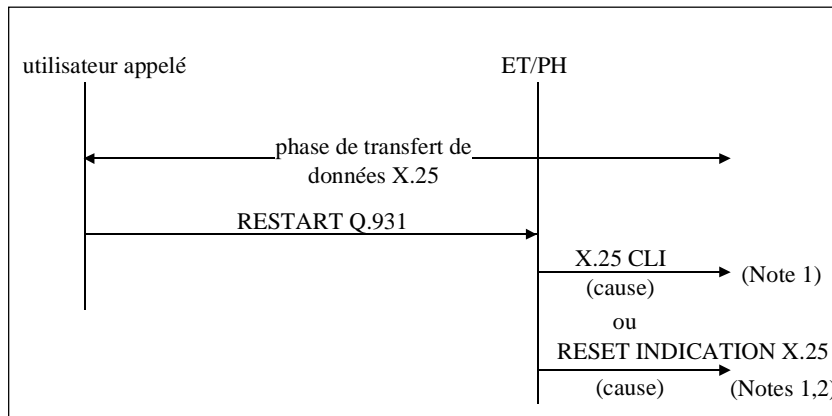 utilisateur appelé
ET/PH
phase de transfert de
données X.25
RESTART Q.931
X.25 CLI
(cause)
(Note 1)
ou
RESET INDICATION X.25
(cause)
(Notes 1,2)